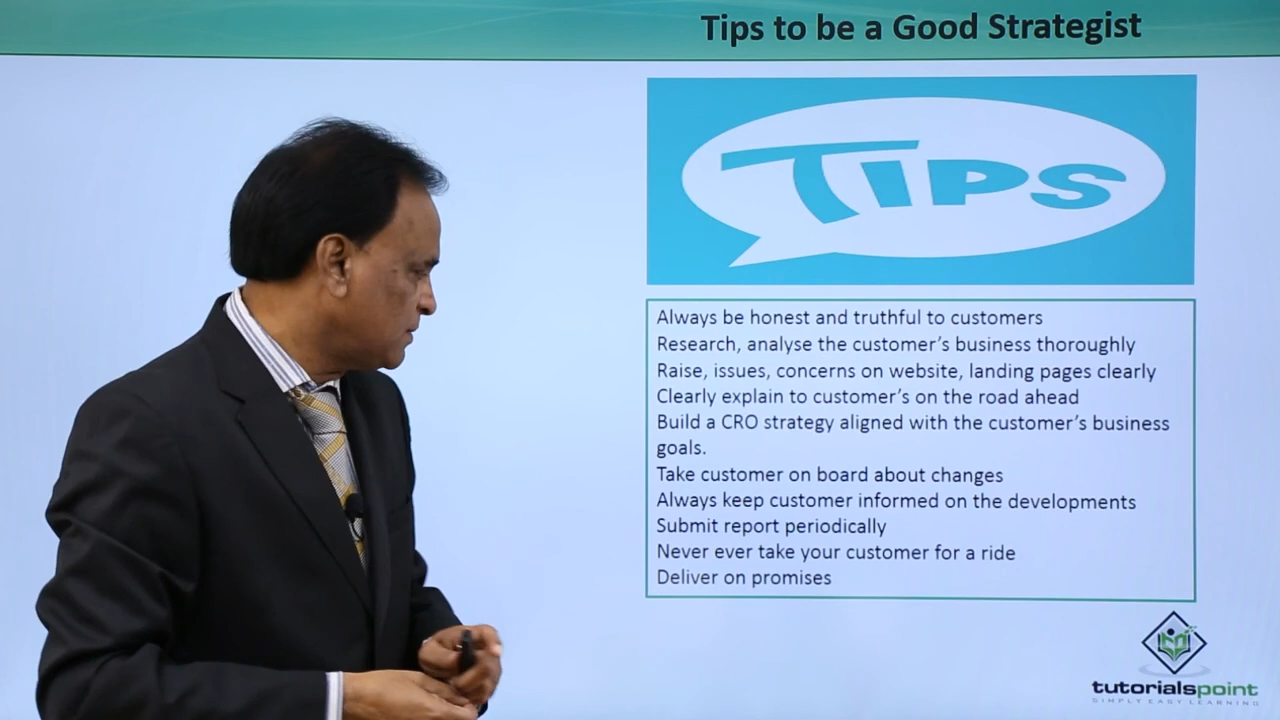 Tips to be a Good Strategist
TIPS
Always be honest and truthful to customers
Research, analyse the customer's business thoroughly
Raise, issues, concerns on website, landing pages clearly
Clearly explain to customer's on the road ahead
Build a CRO strategy aligned with the customer's business
goals.
Take customer on board about changes
Always keep customer informed on the developments
Submit report periodically
Never ever take your customer for a ride
Deliver on promises
tutorialspoint
SIMPLY EASY LEARNING